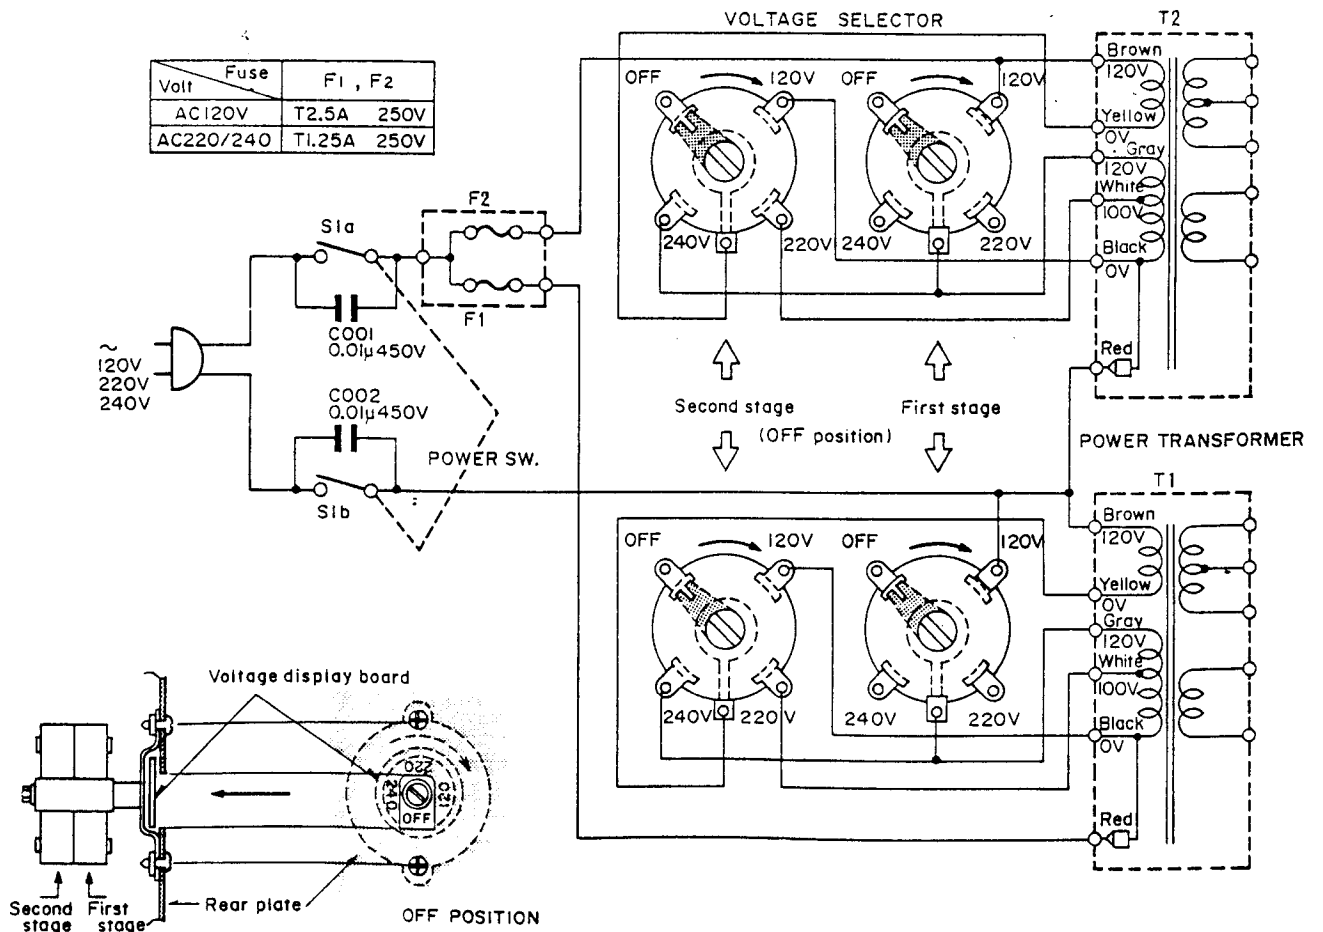 VOLTAGE SELECTOR
T2
Fuse
Volt
F1 , F2
AC120V T2.5A 250V
AC220/240 T1.25A 250V
OFF 120V OFF 120V
240V 220V 240V 220V
Brown
120V
Yellow
0V
Gray
120V
White
100V
Black
0V
Red
F2
S1a
F1
C001
0.01μ450V
~
120V
220V
240V
C002
0.01μ450V
POWER SW.
S1b
Second stage
First stage
(OFF position)
POWER TRANSFORMER
T1
OFF 120V OFF 120V
240V 220V 240V 220V
Brown
120V
Yellow
0V
Gray
120V
White
100V
Black
0V
Red
Voltage display board
220
240
120
OFF
Second stage
First stage
Rear plate
OFF POSITION